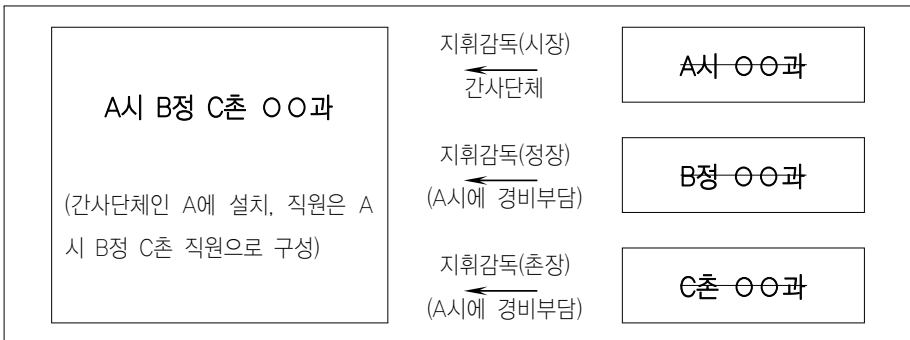 A시 B정 C촌 ○○과
(간사단체인 A에 설치, 직원은 A
시 B정 C촌 직원으로 구성)
지휘감독(시장)
간사단체
A시 ○○과
지휘감독(정장)
(A시에 경비부담)
B정 ○○과
지휘감독(촌장)
(A시에 경비부담)
C촌 ○○과